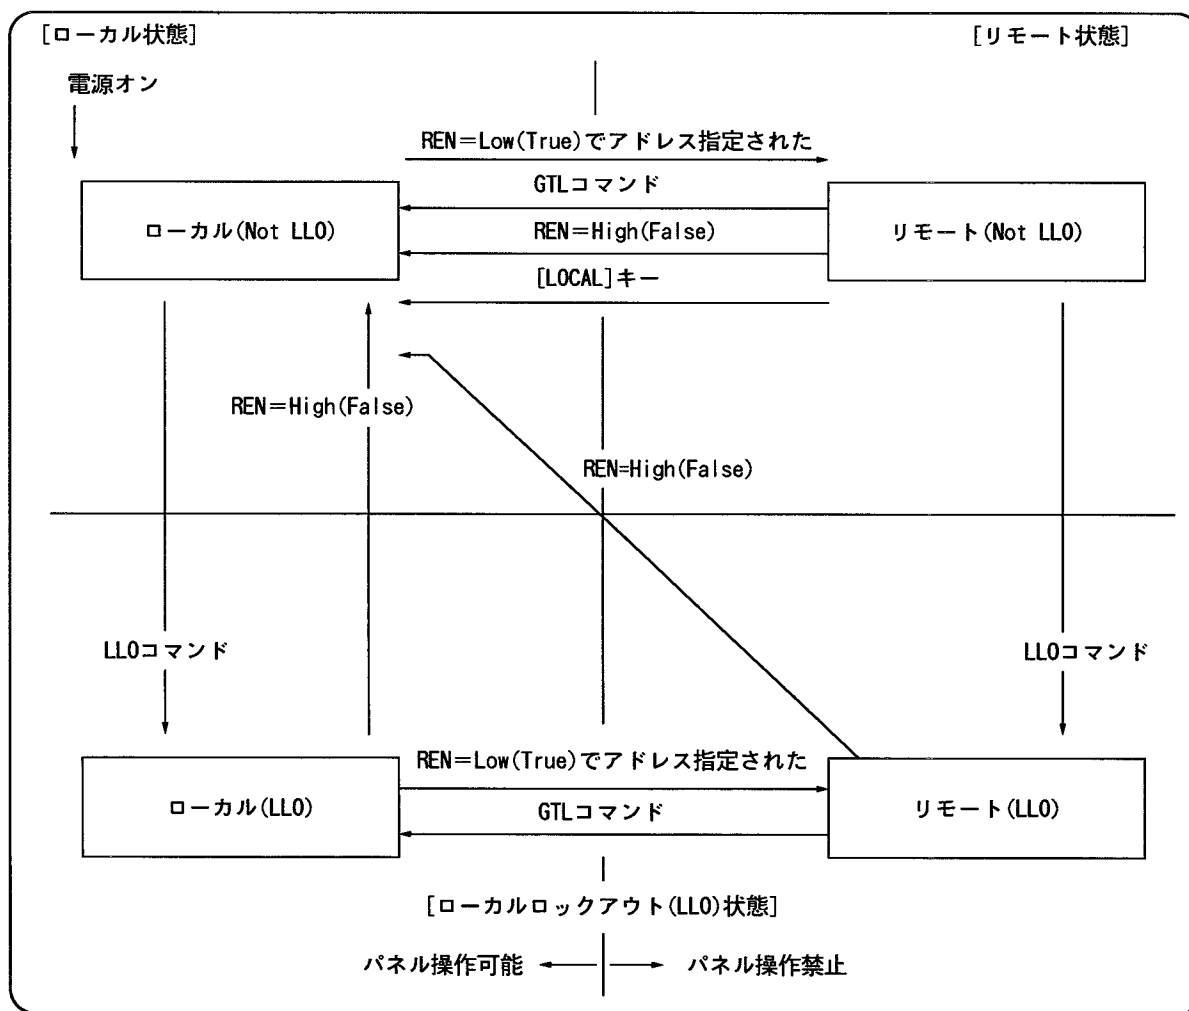 [ローカル状態]
[リモート状態]
電源オン
REN=Low(True)でアドレス指定された
GTLコマンド
ローカル(Not LLO)
REN=High(False)
リモート(Not LLO)
[LOCAL]キー
REN=High(False)
REN=High(False)
LLOコマンド
LLOコマンド
REN=Low(True)でアドレス指定された
ローカル(LLO)
GTLコマンド
リモート(LLO)
[ローカルロックアウト(LLO)状態]
パネル操作可能
パネル操作禁止